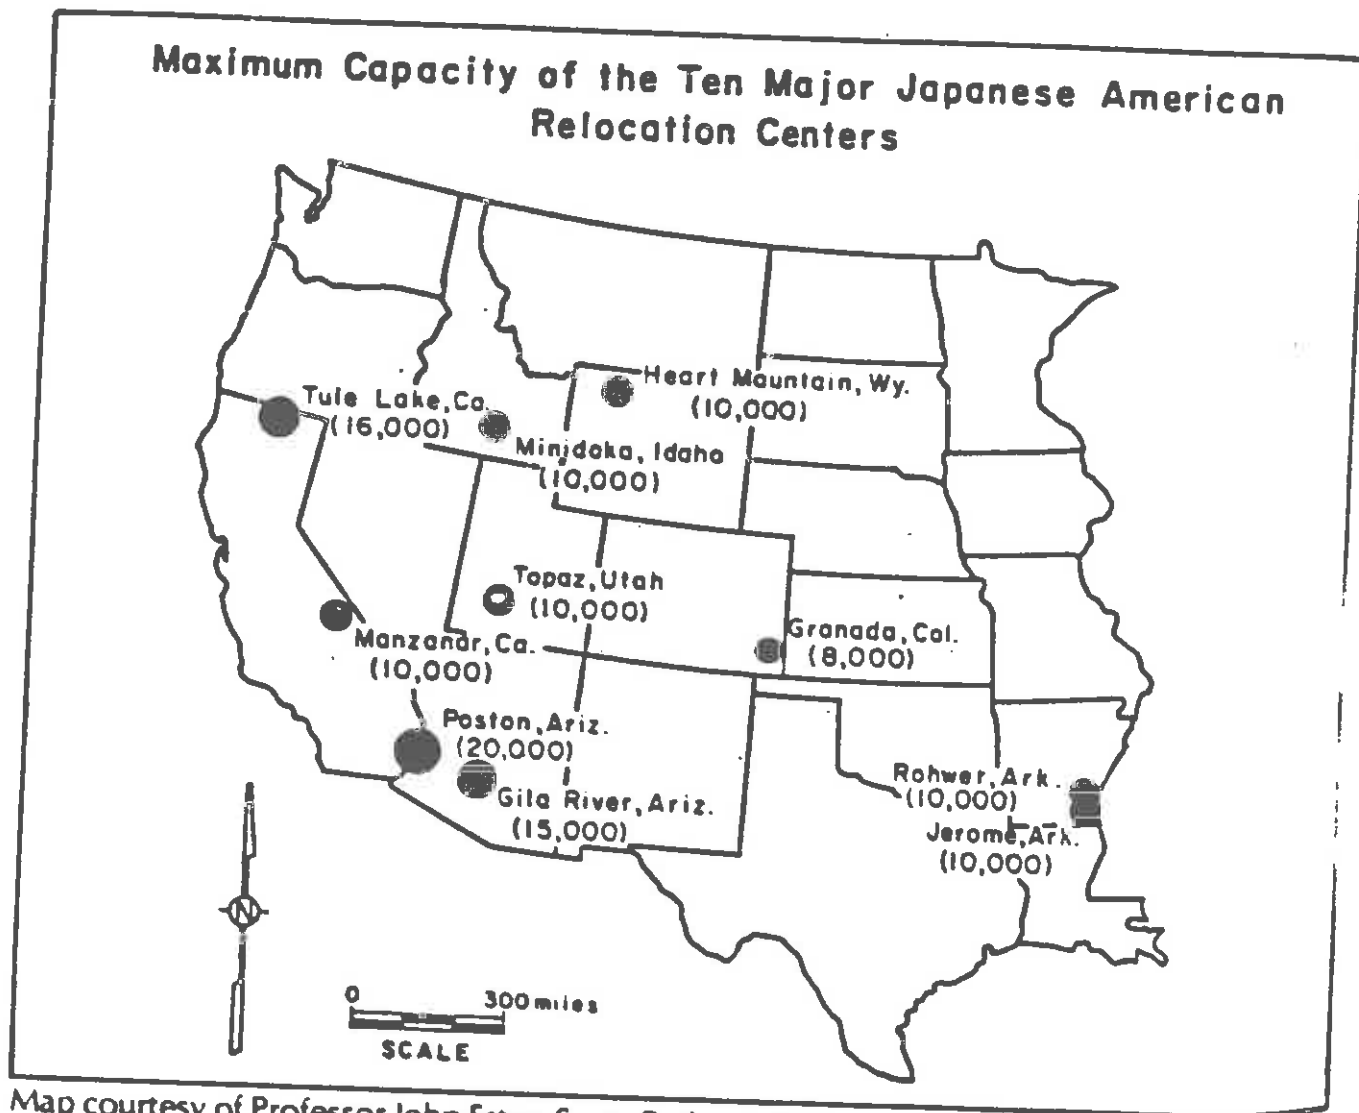 Maximum Capacity of the Ten Major Japanese American
Relocation Centers
Heart Mountain, Wy.
(10,000)
Tule Lake, Ca.
(16,000)
Minidoka, Idaho
(10,000)
Topaz, Utah
(10,000)
Granada, Col.
(8,000)
Manzanar, Ca.
(10,000)
Poston, Ariz.
(20,000)
Gila River, Ariz.
(15,000)
Rohwer, Ark.
(10,000)
Jerome, Ark.
(10,000)
N
0 300 miles
SCALE
Map courtesy of Professor John